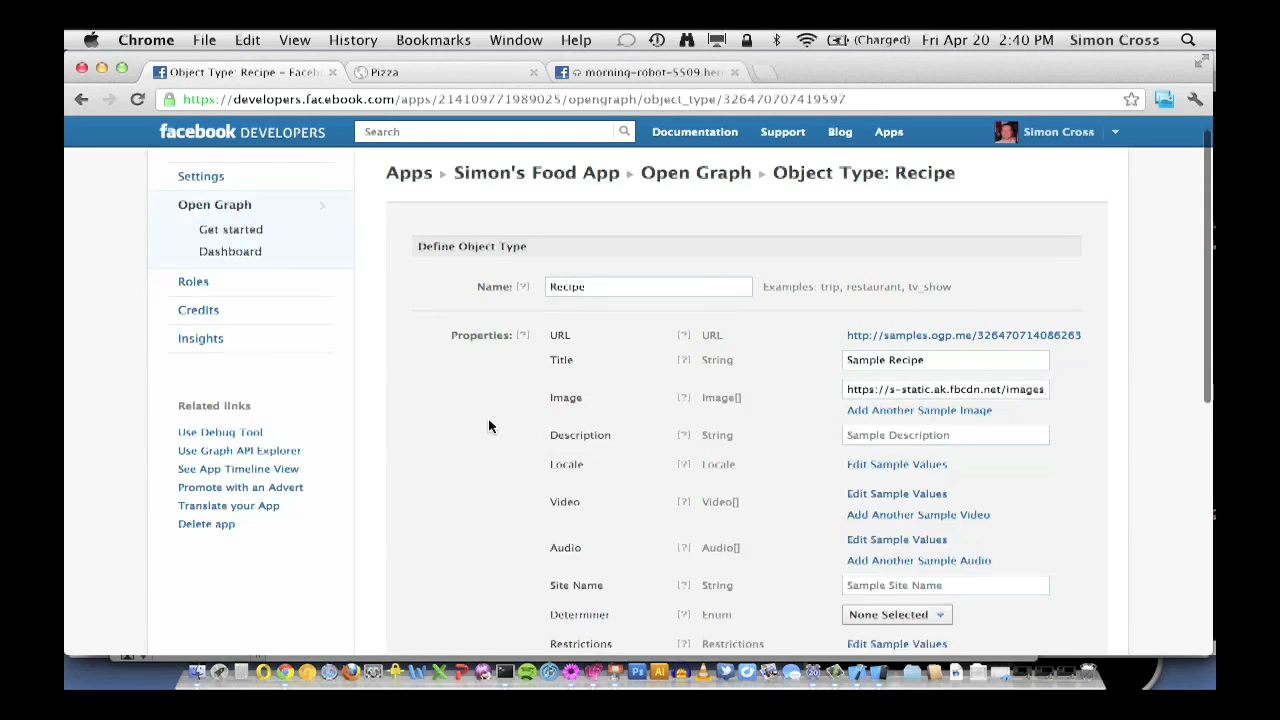 Chrome File Edit View History Bookmarks Window Help (Charged) Fri Apr 20 2:40 PM Simon Cross
Object Type: Recipe – Faceb
Pizza
morning-robot-5509.her
https://developers.facebook.com/apps/214109771989025/opengraph/object_type/326470707419597
facebook DEVELOPERS
Search
Documentation Support Blog Apps
Simon Cross
Settings
Open Graph
Get started
Dashboard
Roles
Credits
Insights
Related links
Use Debug Tool
Use Graph API Explorer
See App Timeline View
Promote with an Advert
Translate your App
Delete app
Apps ▸ Simon's Food App ▸ Open Graph ▸ Object Type: Recipe
Define Object Type
Name: [?] Recipe Examples: trip, restaurant, tv_show
Properties: [?] URL [?] URL http://samples.ogp.me/326470714086263
Title [?] String Sample Recipe
Image [?] Image[] https://s-static.ak.fbcdn.net/images
Add Another Sample Image
Description [?] String Sample Description
Locale [?] Locale Edit Sample Values
Video [?] Video[] Edit Sample Values
Add Another Sample Video
Audio [?] Audio[] Edit Sample Values
Add Another Sample Audio
Site Name [?] String Sample Site Name
Determiner [?] Enum None Selected
Restrictions [?] Restrictions Edit Sample Values